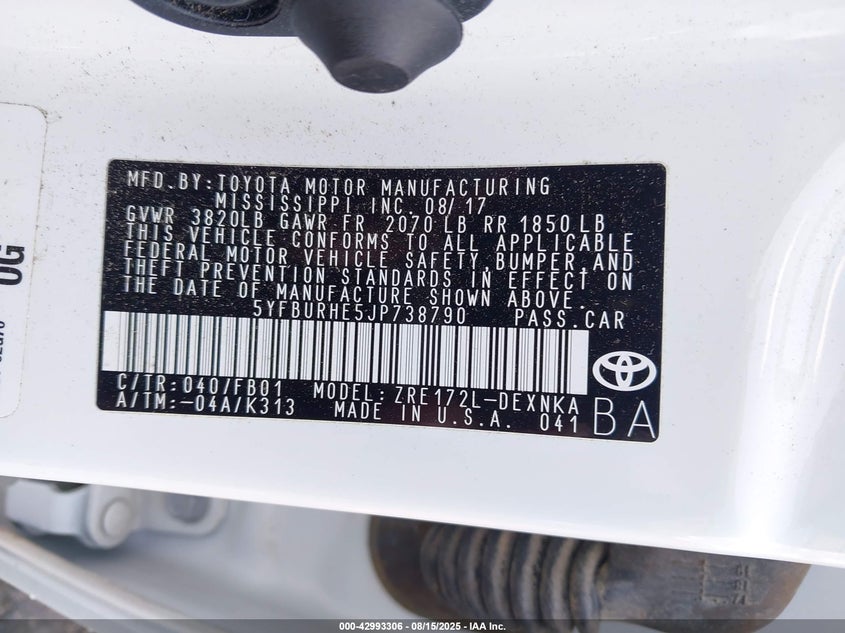 MFD.BY:TOYOTA MOTOR MANUFACTURING
MISSISSIPPI INC.08/17
GVWR 3820LB GAWR FR 2070 LB RR 1850 LB
THIS VEHICLE CONFORMS TO ALL APPLICABLE
FEDERAL MOTOR VEHICLE SAFETY,BUMPER,AND
THEFT PREVENTION STANDARDS IN EFFECT ON
THE DATE OF MANUFACTURE SHOWN ABOVE.
5YFBURHE5JP738790 PASS.CAR
C/TR:040/FB01 MODEL:ZRE172L-DEXNKA
A/TM:-04A/K313 MADE IN U.S.A. 041
BA
OG
000-42993306 - 08/15/2025 - IAA Inc.